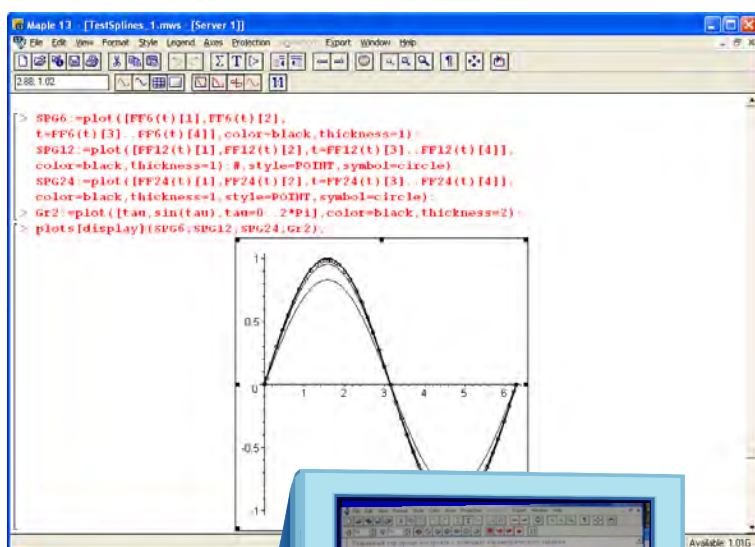 Maple 13 - [TestSplines_1.mws - [Server 1]]
File Edit View Format Style Legend Axes Projection Export Window Help
2.88, 1.02
1:1
> SPG6:=plot([FF6(t)[1],FF6(t)[2],
t=FF6(t)[3]..FF6(t)[4]],color=black,thickness=1):
SPG12:=plot([FF12(t)[1],FF12(t)[2],t=FF12(t)[3]..FF12(t)[4]],
color=black,thickness=1):#,style=POINT,symbol=circle)
SPG24:=plot([FF24(t)[1],FF24(t)[2],t=FF24(t)[3]..FF24(t)[4]],
color=black,thickness=1,style=POINT,symbol=circle):
> Gr2:=plot([tau,sin(tau),tau=0..2*Pi],color=black,thickness=2):
> plots[display](SPG6,SPG12,SPG24,Gr2);
1
0.5
0 1 2 3 4 5 6
-0.5
-1
Available: 1.01G